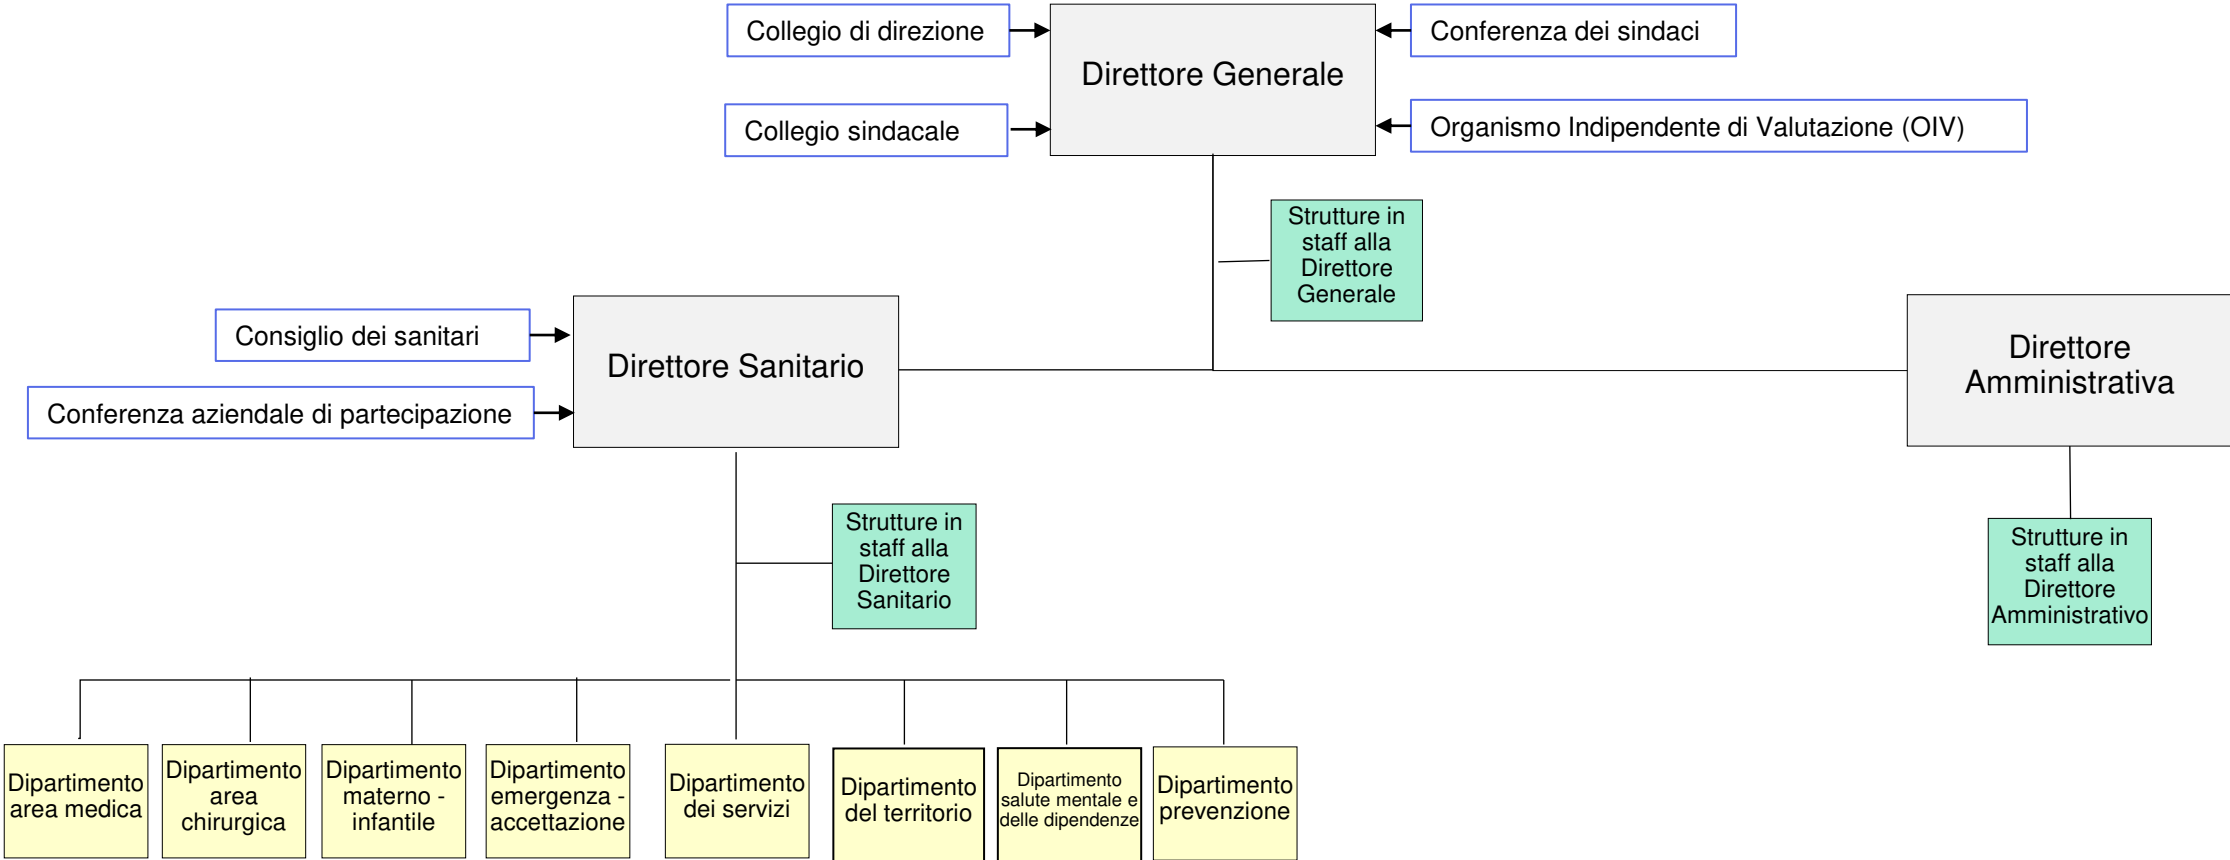 Collegio di direzione
Conferenza dei sindaci
Direttore Generale
Collegio sindacale
Organismo Indipendente di Valutazione (OIV)
Strutture in
staff alla
Direttore
Generale
Consiglio dei sanitari
Direttore Sanitario
Conferenza aziendale di partecipazione
Direttore
Amministrativa
Strutture in
staff alla
Direttore
Sanitario
Strutture in
staff alla
Direttore
Amministrativo
Dipartimento
area medica
Dipartimento
area
chirurgica
Dipartimento
materno -
infantile
Dipartimento
emergenza -
accettazione
Dipartimento
dei servizi
Dipartimento
del territorio
Dipartimento
salute mentale e
delle dipendenze
Dipartimento
prevenzione